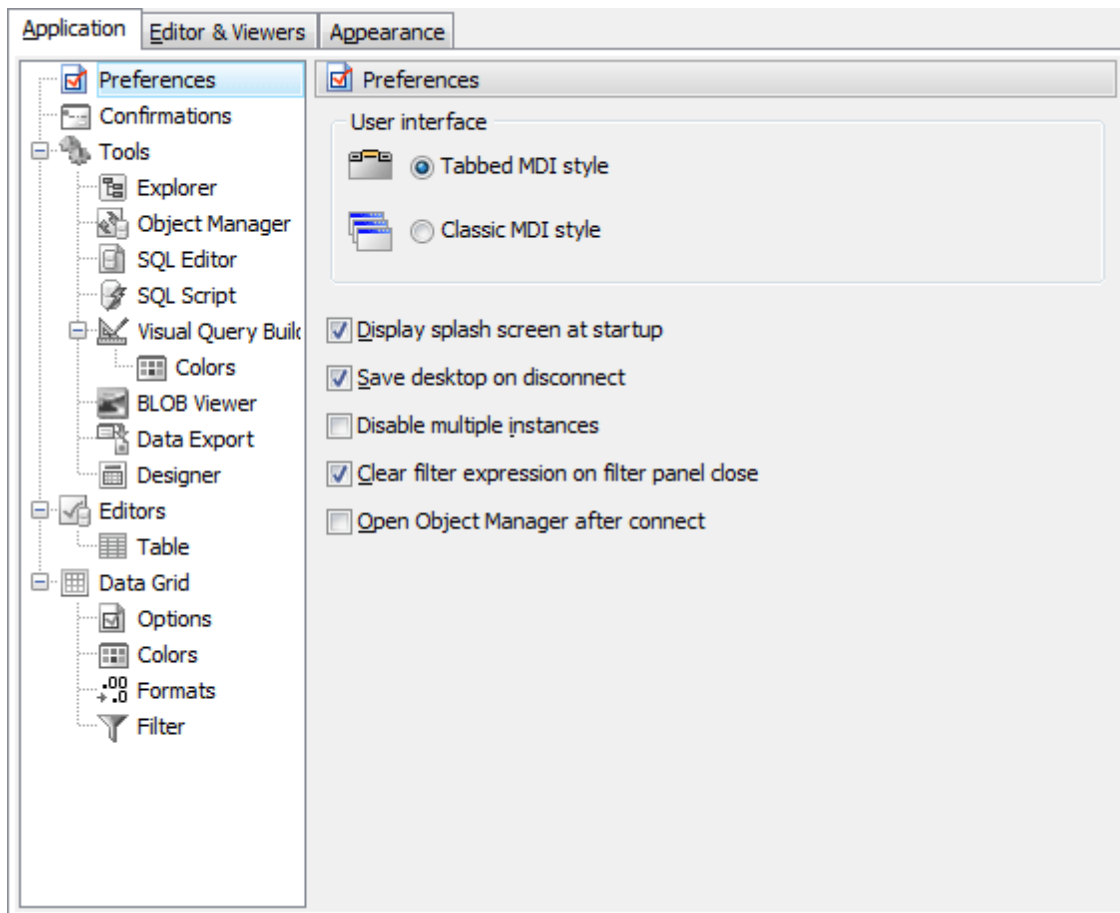 Application Editor & Viewers Appearance
Preferences
Confirmations
Tools
Explorer
Object Manager
SQL Editor
SQL Script
Visual Query Builc
Colors
BLOB Viewer
Data Export
Designer
Editors
Table
Data Grid
Options
Colors
Formats
Filter
Preferences
User interface
Tabbed MDI style
Classic MDI style
Display splash screen at startup
Save desktop on disconnect
Disable multiple instances
Clear filter expression on filter panel close
Open Object Manager after connect